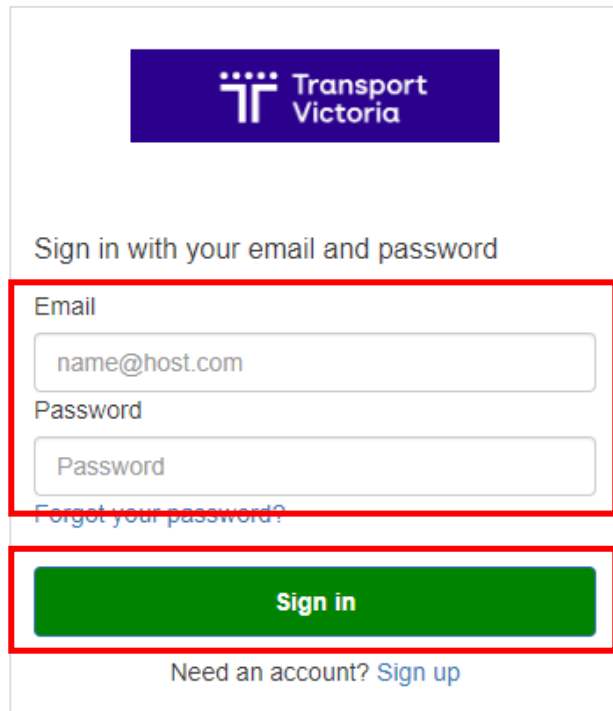 Transport
Victoria
Sign in with your email and password
Email
name@host.com
Password
Password
Forgot your password?
Sign in
Need an account? Sign up